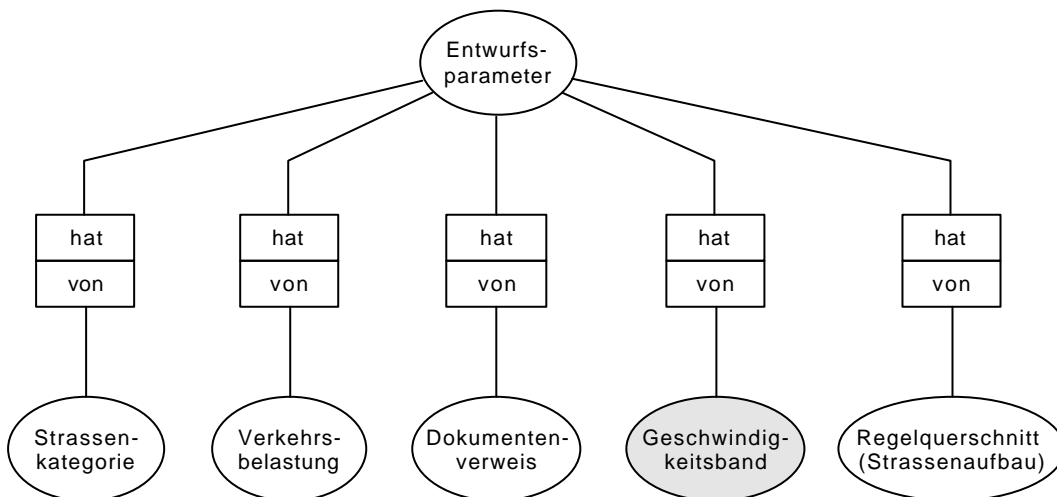 Entwurfs-
parameter
hat hat hat hat hat
von von von von von
Strassen-
kategorie
Verkehrs-
belastung
Dokumenten-
verweis
Geschwindig-
keitsband
Regelquerschnitt
(Strassenaufbau)